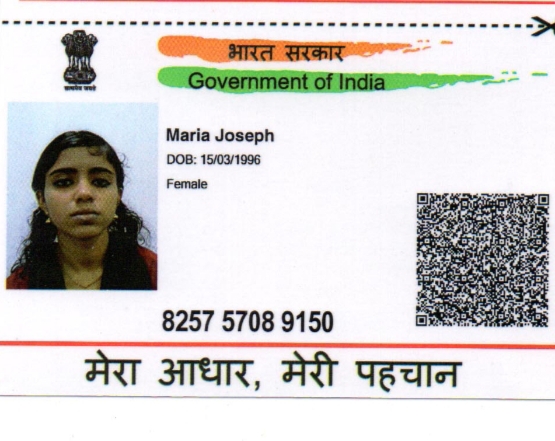 सत्यमेव जयते
भारत सरकार
Government of India
Maria Joseph
DOB: 15/03/1996
Female
8257 5708 9150
मेरा आधार, मेरी पहचान